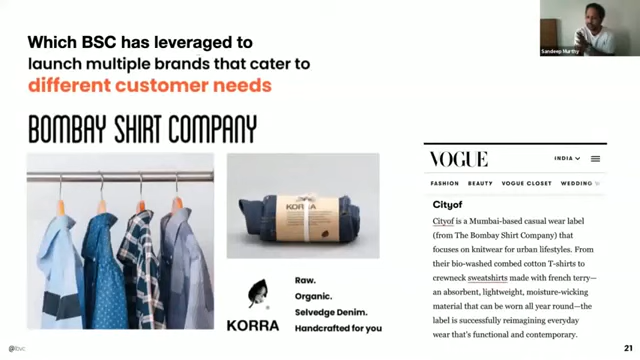 Which BSC has leveraged to
launch multiple brands that cater to
different customer needs
Sandeep Murthy
BOMBAY SHIRT COMPANY
KORRA
KORRA
Raw.
Organic.
Selvedge Denim.
Handcrafted for you
VOGUE
INDIA
FASHION BEAUTY VOGUE CLOSET WEDDING
Cityof
Cityof is a Mumbai-based casual wear label
(from The Bombay Shirt Company) that
focuses on knitwear for urban lifestyles. From
their bio-washed combed cotton T-shirts to
crewneck sweatshirts made with french terry—
an absorbent, lightweight, moisture-wicking
material that can be worn all year round—the
label is successfully reimagining everyday
wear that's functional and contemporary.
21